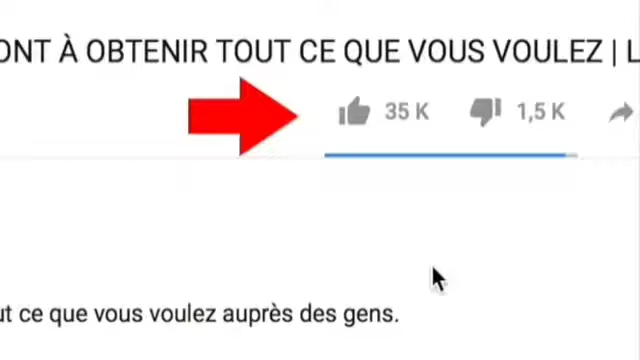 ONT À OBTENIR TOUT CE QUE VOUS VOULEZ | L
35 K 1,5 K
ut ce que vous voulez auprès des gens.